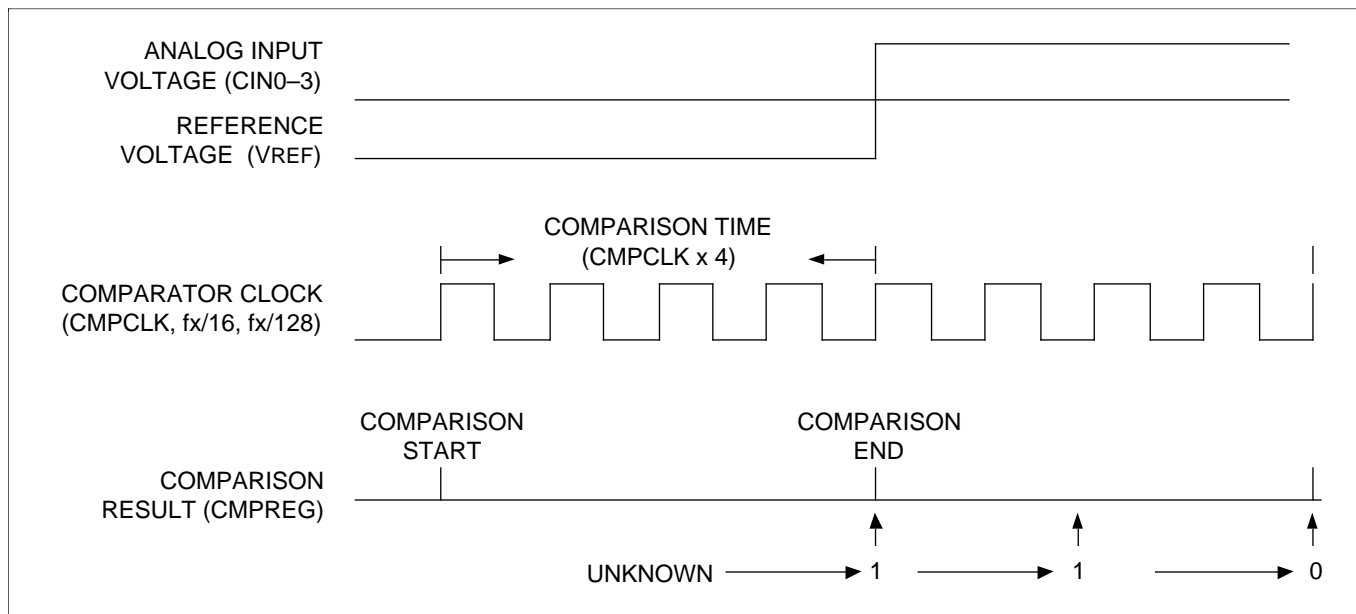 ANALOG INPUT
VOLTAGE (CIN0–3)
REFERENCE
VOLTAGE (VREF)
COMPARISON TIME
(CMPCLK x 4)
COMPARATOR CLOCK
(CMPCLK, fx/16, fx/128)
COMPARISON
START
COMPARISON
END
COMPARISON
RESULT (CMPREG)
UNKNOWN 1 1 0